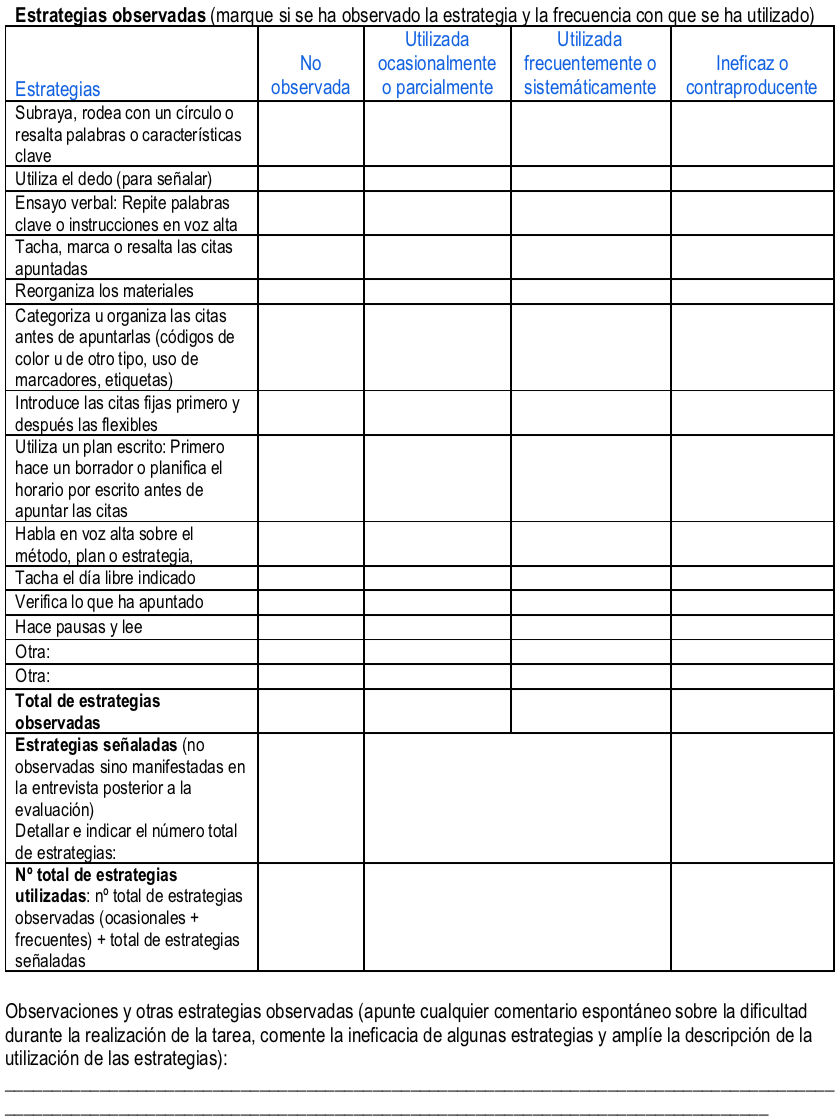 Estrategias observadas (marque si se ha observado la estrategia y la frecuencia con que se ha utilizado)
Estrategias
No
observada
Utilizada
ocasionalmente
o parcialmente
Utilizada
frecuentemente o
sistemáticamente
Ineficaz o
contraproducente
Subraya, rodea con un círculo o
resalta palabras o características
clave
Utiliza el dedo (para señalar)
Ensayo verbal: Repite palabras
clave o instrucciones en voz alta
Tacha, marca o resalta las citas
apuntadas
Reorganiza los materiales
Categoriza u organiza las citas
antes de apuntarlas (códigos de
color u de otro tipo, uso de
marcadores, etiquetas)
Introduce las citas fijas primero y
después las flexibles
Utiliza un plan escrito: Primero
hace un borrador o planifica el
horario por escrito antes de
apuntar las citas
Habla en voz alta sobre el
método, plan o estrategia,
Tacha el día libre indicado
Verifica lo que ha apuntado
Hace pausas y lee
Otra:
Otra:
Total de estrategias
observadas
Estrategias señaladas (no
observadas sino manifestadas en
la entrevista posterior a la
evaluación)
Detallar e indicar el número total
de estrategias:
Nº total de estrategias
utilizadas: nº total de estrategias
observadas (ocasionales +
frecuentes) + total de estrategias
señaladas
Observaciones y otras estrategias observadas (apunte cualquier comentario espontáneo sobre la dificultad
durante la realización de la tarea, comente la ineficacia de algunas estrategias y amplíe la descripción de la
utilización de las estrategias):